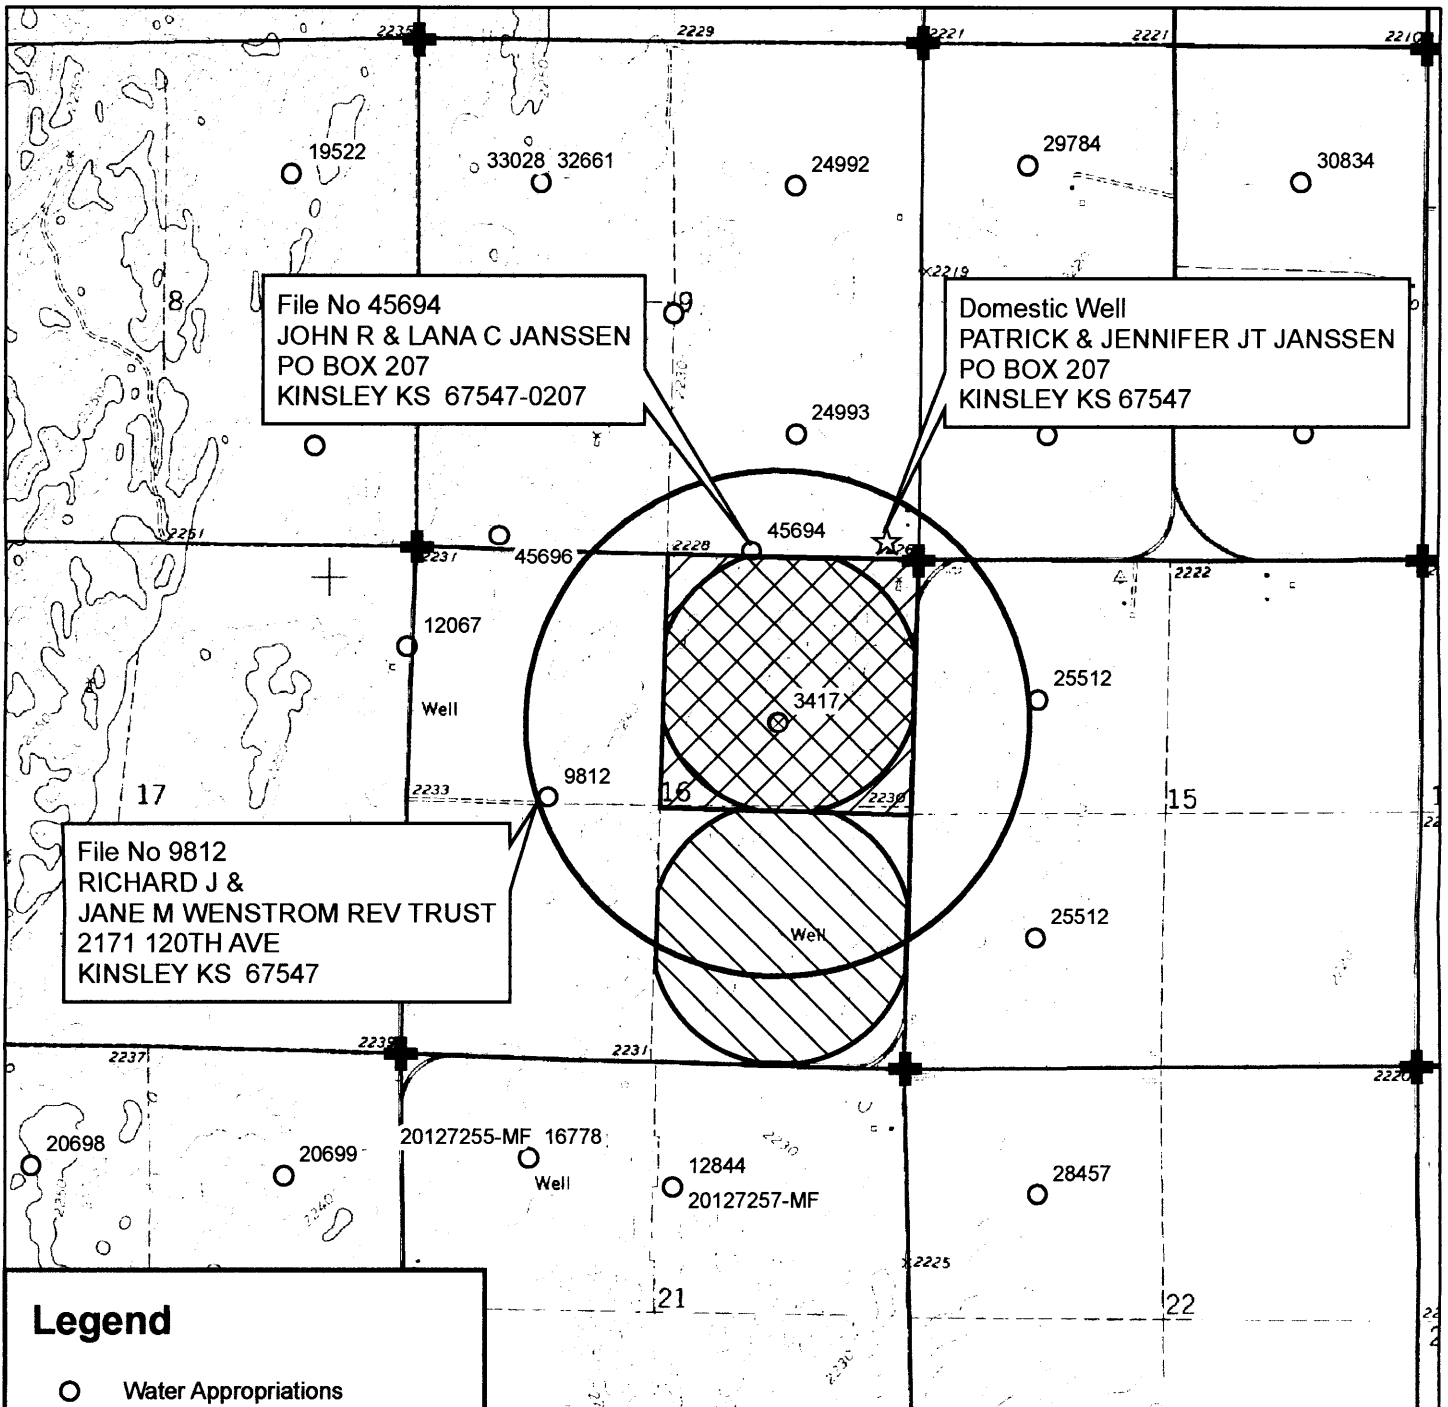 2235
2229
2221
2221
2210
19522
33028 32661
24992
29784
30834
2219
8
9
File No 45694
JOHN R & LANA C JANSSEN
PO BOX 207
KINSLEY KS 67547-0207
Domestic Well
PATRICK & JENNIFER JT JANSSEN
PO BOX 207
KINSLEY KS 67547
2230
24993
2251
2231
45696
2228
45694
2222
12067
Well
25512
3417
9812
2233
17
16
2230
15
File No 9812
RICHARD J &
JANE M WENSTROM REV TRUST
2171 120TH AVE
KINSLEY KS 67547
Well
25512
2239
2237
2231
2220
20698
20699
20127255-MF 16778
Well
12844
20127257-MF
2230
28457
2240
2225
21
22
2230
Legend
Water Appropriations